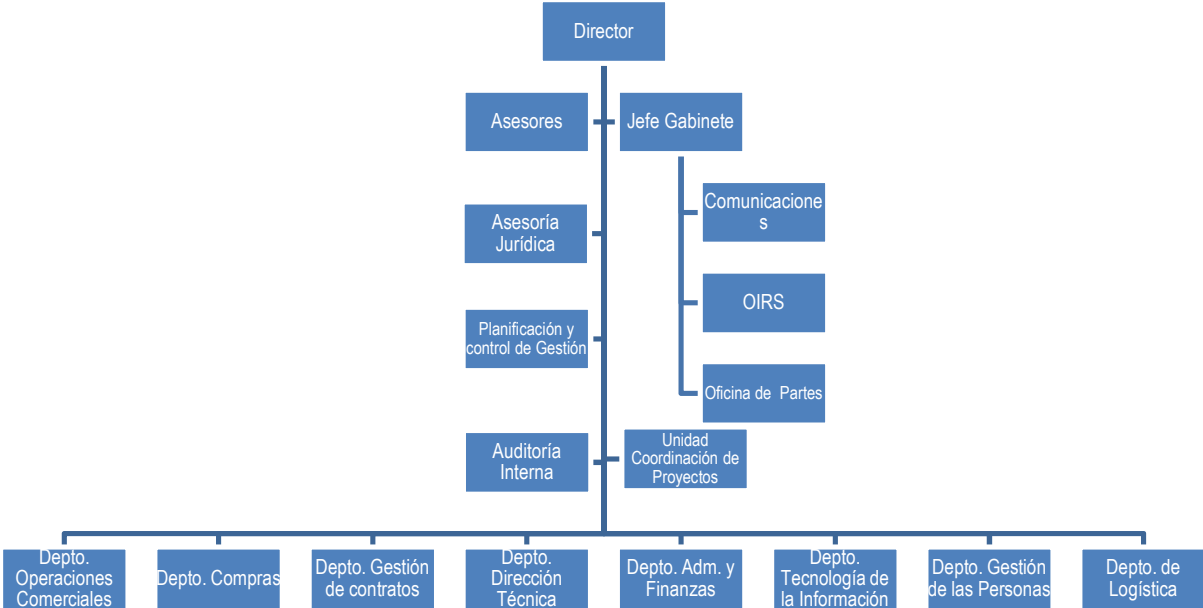 Director
Asesores
Jefe Gabinete
Comunicacione
s
Asesoría
Jurídica
OIRS
Planificación y
control de Gestión
Oficina de Partes
Auditoría
Interna
Unidad
Coordinación de
Proyectos
Depto.
Operaciones
Comerciales
Depto. Compras
Depto. Gestión
de contratos
Depto.
Dirección
Técnica
Depto. Adm. y
Finanzas
Depto.
Tecnología de
la Información
Depto. Gestión
de las Personas
Depto. de
Logística